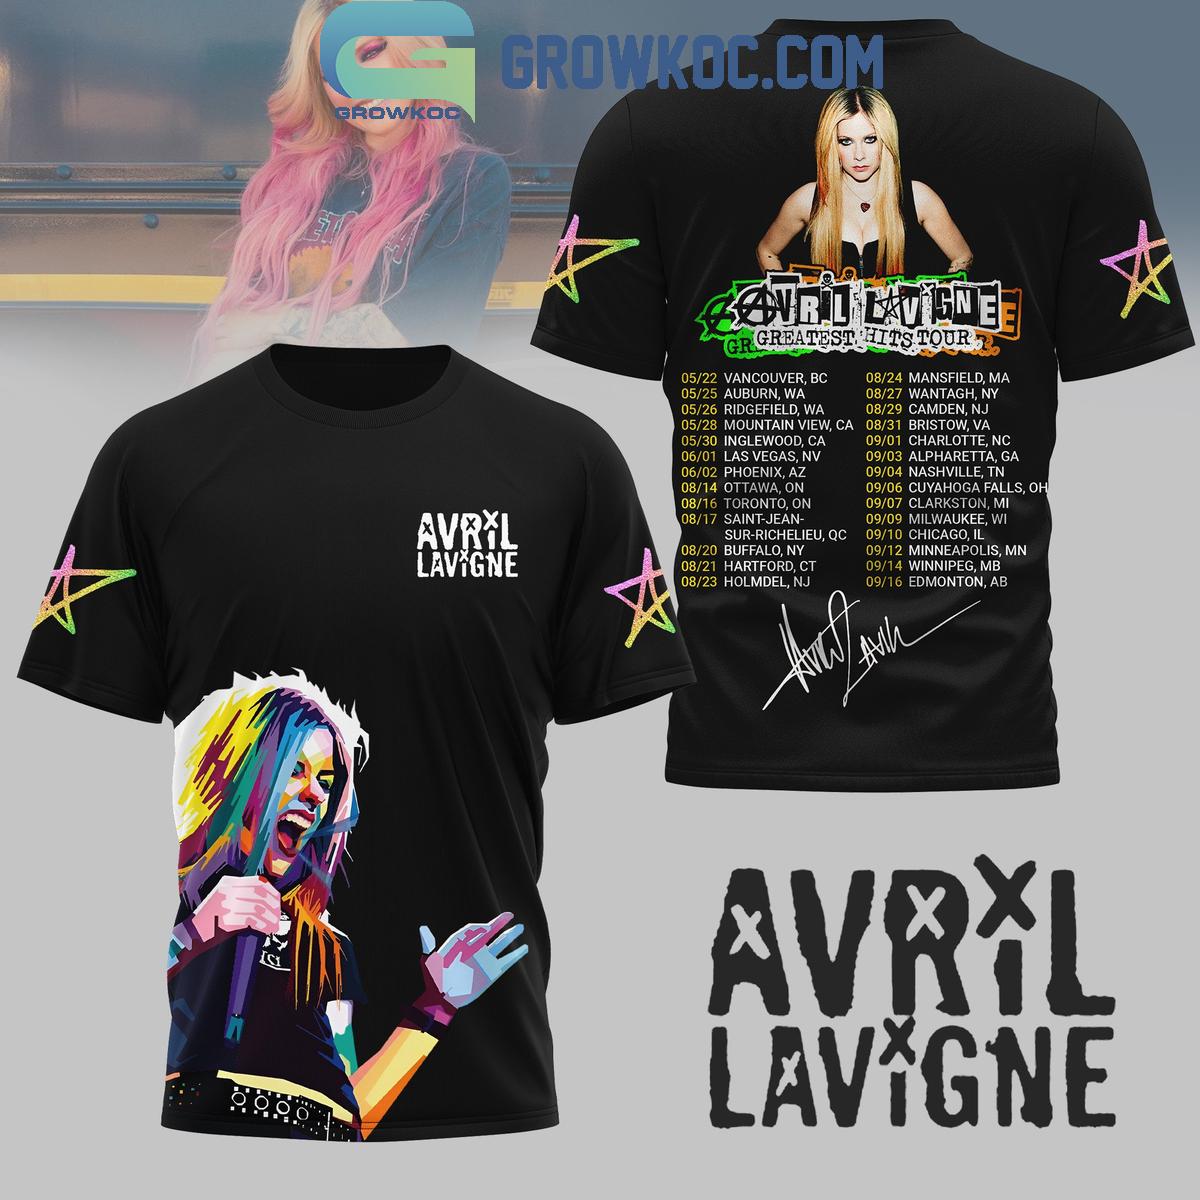 GROWKOC
GROWKOC.COM
AVRIL LAVIGNE
GREATEST HITS TOUR
05/22 VANCOUVER, BC
05/25 AUBURN, WA
05/26 RIDGEFIELD, WA
05/28 MOUNTAIN VIEW, CA
05/30 INGLEWOOD, CA
06/01 LAS VEGAS, NV
06/02 PHOENIX, AZ
08/14 OTTAWA, ON
08/16 TORONTO, ON
08/17 SAINT-JEAN-
SUR-RICHELIEU, QC
08/20 BUFFALO, NY
08/21 HARTFORD, CT
08/23 HOLMDEL, NJ
08/24 MANSFIELD, MA
08/27 WANTAGH, NY
08/29 CAMDEN, NJ
08/31 BRISTOW, VA
09/01 CHARLOTTE, NC
09/03 ALPHARETTA, GA
09/04 NASHVILLE, TN
09/06 CUYAHOGA FALLS, OH
09/07 CLARKSTON, MI
09/09 MILWAUKEE, WI
09/10 CHICAGO, IL
09/12 MINNEAPOLIS, MN
09/14 WINNIPEG, MB
09/16 EDMONTON, AB
AVRiL
LAViGNE
AVRiL
LAViGNE